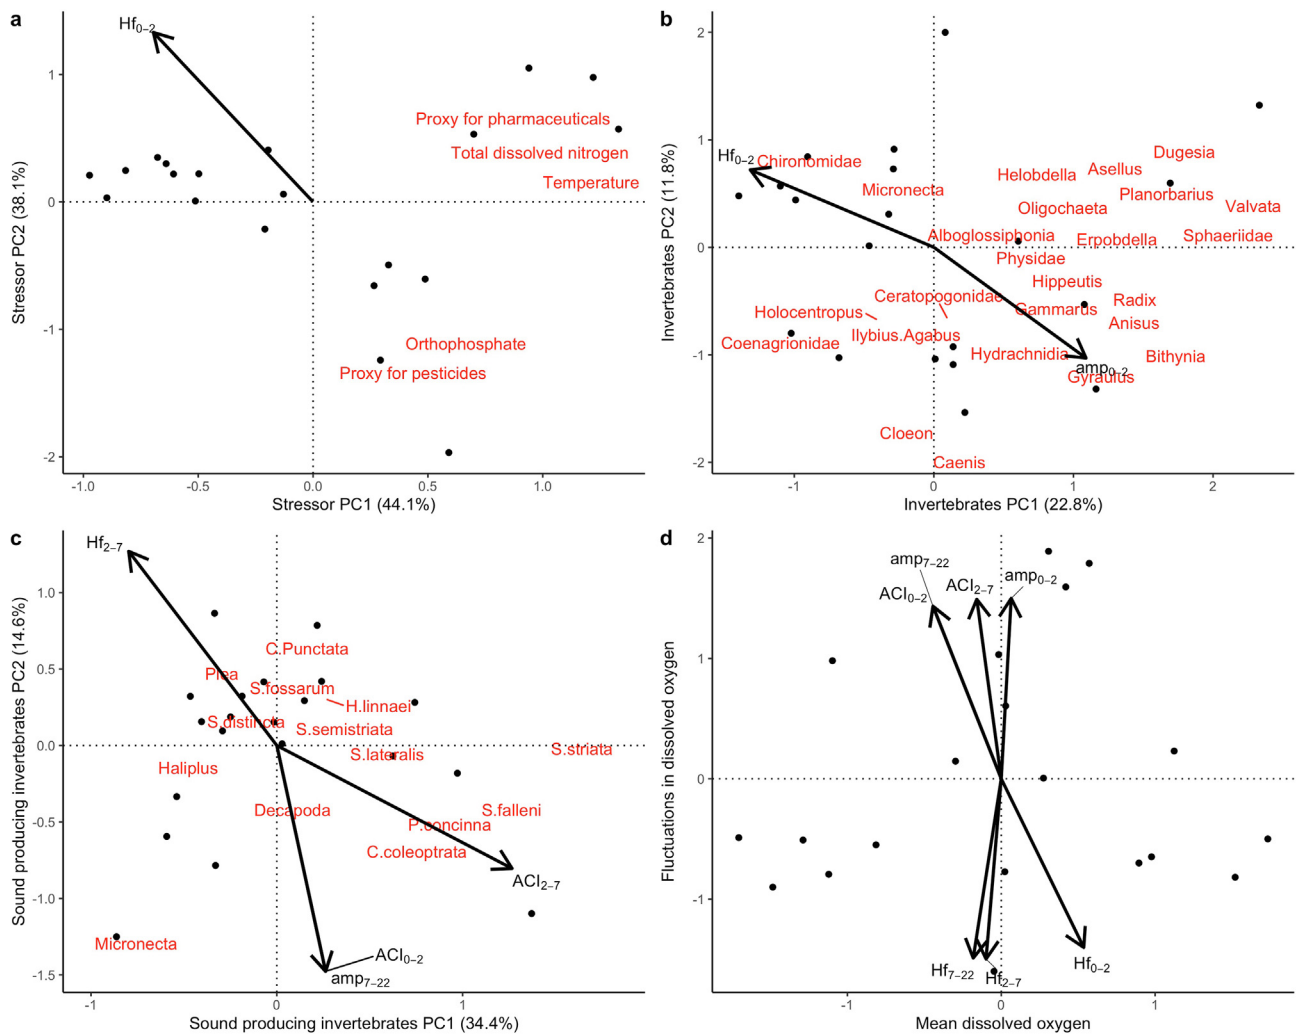 a
Hf0–2
1
0
-1
-2
Proxy for pharmaceuticals
Total dissolved nitrogen
Temperature
Orthophosphate
Proxy for pesticides
-1.0
-0.5
0.0
0.5
1.0
Stressor PC1 (44.1%)
Stressor PC2 (38.1%)
b
2
1
0
-1
-2
Hf0–2
Chironomidae
Micronecta
Dugesia
Helobdella
Asellus
Planorbarius
Oligochaeta
Valvata
Alboglossiphonia
Erpobdella
Sphaeriidae
Physidae
Hippeutis
Ceratopogonidae
Radix
Holocentropus
Gammarus
Anisus
Ilybius.Agabus
Coenagrionidae
Hydrachnidia
Bithynia
amp0–2
Gyraulus
Cloeon
Caenis
-1
0
1
2
Invertebrates PC1 (22.8%)
Invertebrates PC2 (11.8%)
c
Hf2–7
1.0
0.5
0.0
-0.5
-1.0
-1.5
C.Punctata
Plea
S.fossarum
H.linnaei
S.distincta
S.semistriata
S.lateralis
S.striata
Haliplus
Decapoda
S.falleni
P.concinna
C.coleoptrata
ACI2–7
Micronecta
ACI0–2
amp7–22
-1
0
1
Sound producing invertebrates PC1 (34.4%)
Sound producing invertebrates PC2 (14.6%)
d
2
1
0
-1
amp7–22
ACI0–2
ACI2–7
amp0–2
Hf7–22
Hf2–7
Hf0–2
-1
0
1
Mean dissolved oxygen
Fluctuations in dissolved oxygen